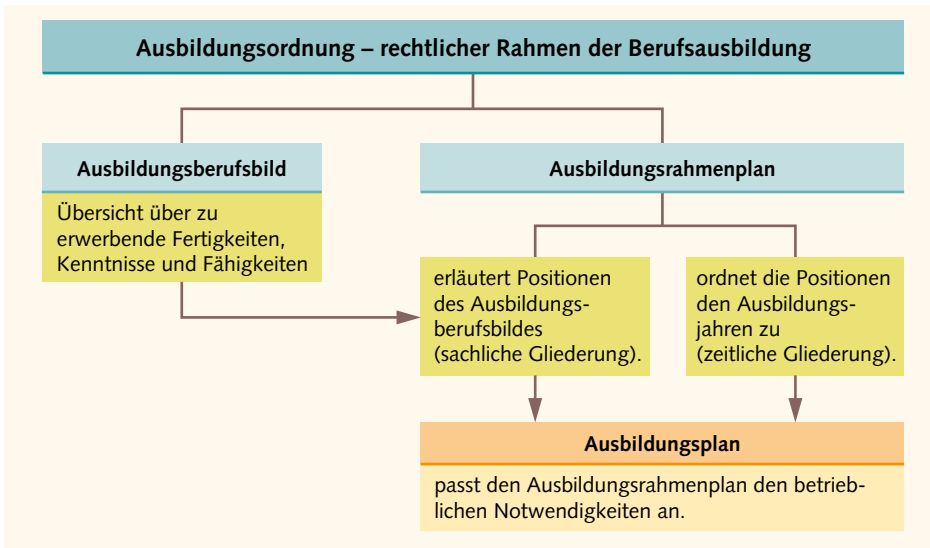 Ausbildungsordnung – rechtlicher Rahmen der Berufsausbildung
Ausbildungsberufsbild
Übersicht über zu
erwerbende Fertigkeiten,
Kenntnisse und Fähigkeiten
Ausbildungsrahmenplan
erläutert Positionen
des Ausbildungs-
berufsbildes
(sachliche Gliederung).
ordnet die Positionen
den Ausbildungs-
jahren zu
(zeitliche Gliederung).
Ausbildungsplan
passt den Ausbildungsrahmenplan den betrieb-
lichen Notwendigkeiten an.